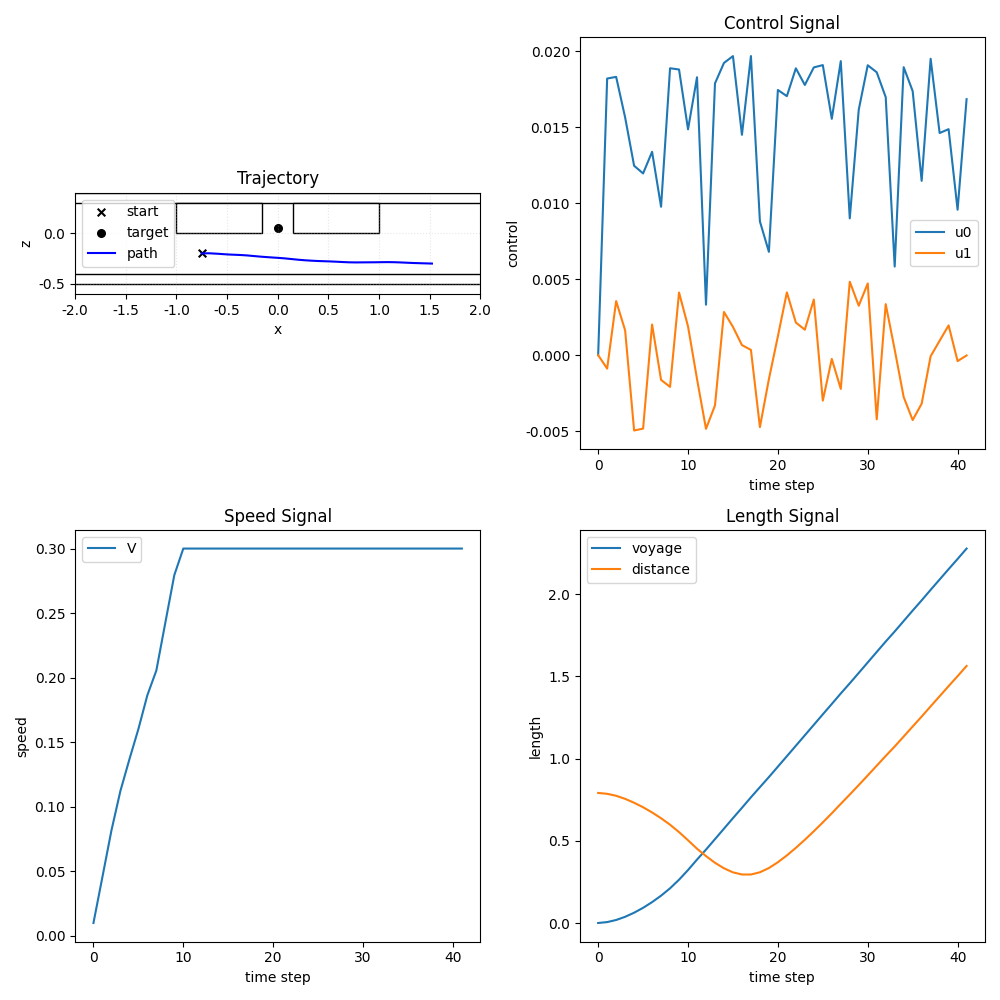 Trajectory
z
0.0
-0.5
start
target
path
-2.0 -1.5 -1.0 -0.5 0.0 0.5 1.0 1.5 2.0
x
Control Signal
control
0.020
0.015
0.010
0.005
0.000
-0.005
u0
u1
0 10 20 30 40
time step
Speed Signal
speed
0.30
0.25
0.20
0.15
0.10
0.05
0.00
V
0 10 20 30 40
time step
Length Signal
length
2.0
1.5
1.0
0.5
0.0
voyage
distance
0 10 20 30 40
time step